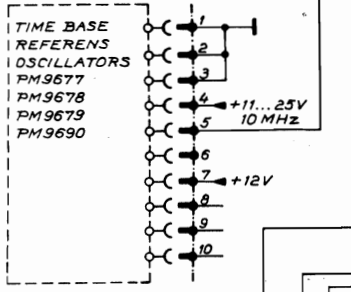 TIME BASE
REFERENS
OSCILLATORS
PM9677
PM9678
PM9679
PM9690
1
2
3
4
+11...25V
5
10 MHz
6
7
+12V
8
9
10